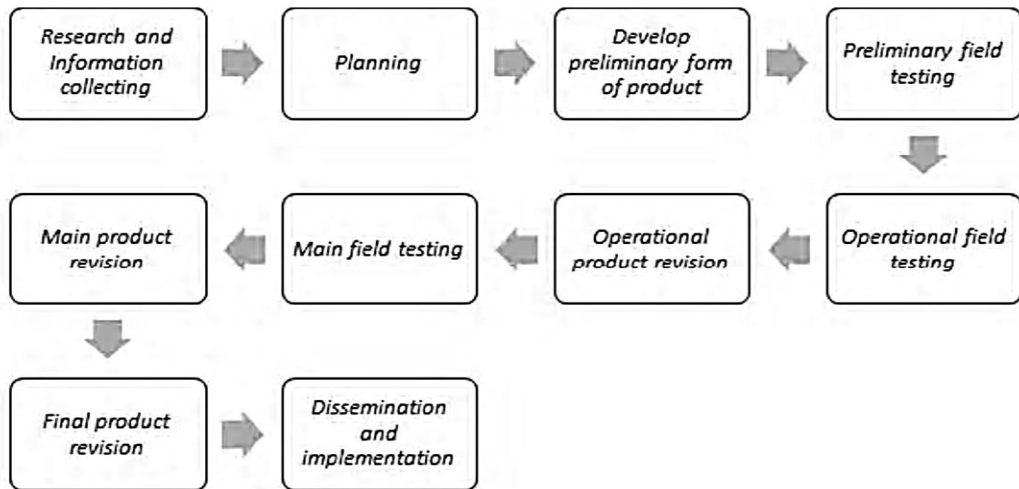 Research and
Information
collecting
Planning
Develop
preliminary form
of product
Preliminary field
testing
Operational field
testing
Operational
product revision
Main field testing
Main product
revision
Final product
revision
Dissemination
and
implementation